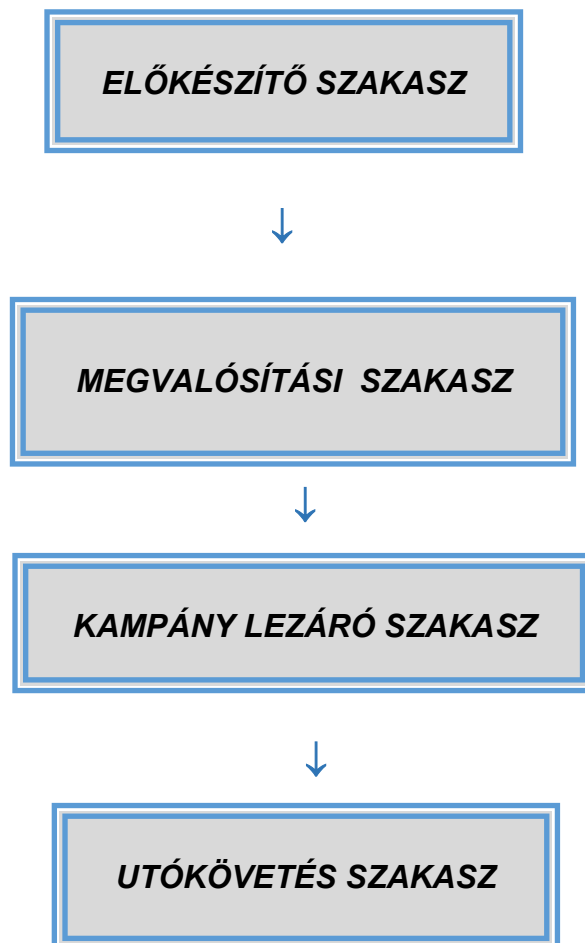 ELŐKÉSZÍTŐ SZAKASZ
↓
MEGVALÓSÍTÁSI SZAKASZ
↓
KAMPÁNY LEZÁRÓ SZAKASZ
↓
UTÓKÖVETÉS SZAKASZ